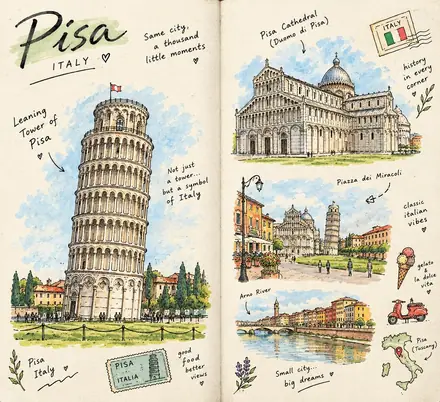 Pisa
ITALY
Same city,
a thousand
little moments
Leaning
Tower of
Pisa
Not just
a tower...
but a symbol
of Italy
Pisa
Italy
PISA
ITALIA
good
food
better
views
Pisa Cathedral
(Duomo di Pisa)
ITALY
history
in every
corner
Piazza dei Miracoli
classic
italian
vibes
gelato
&
la dolce
vita
Arno River
Small city...
big dreams
Pisa
(Tuscany)